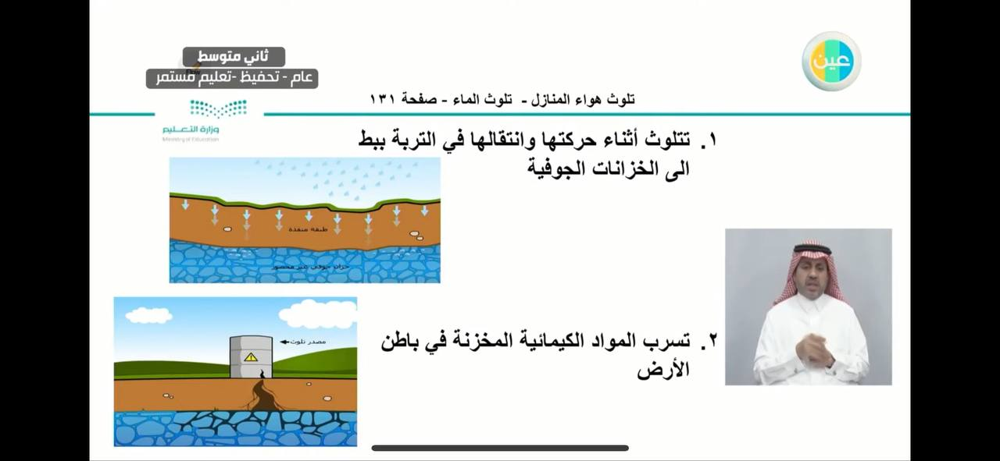 ثاني متوسط
عام - تحفيظ -تعليم مستمر
عين
وزارة التعليم
Ministry of Education
تلوث هواء المنازل - تلوث الماء - صفحة ١٣١
١. تتلوث أثناء حركتها وانتقالها في التربة ببط
الى الخزانات الجوفية
طبقة منفذة
خزان جوفي غير محصور
٢. تسرب المواد الكيمائية المخزنة في باطن
الأرض
مصدر تلوث